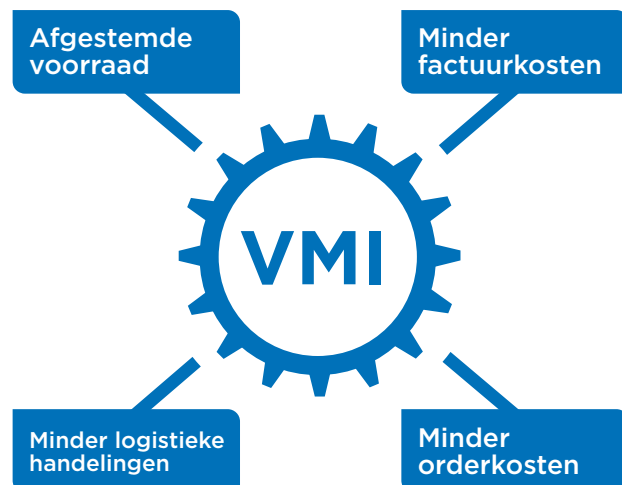 Afgestemde
voorraad
Minder
factuurkosten
VMI
Minder logistieke
handelingen
Minder
orderkosten